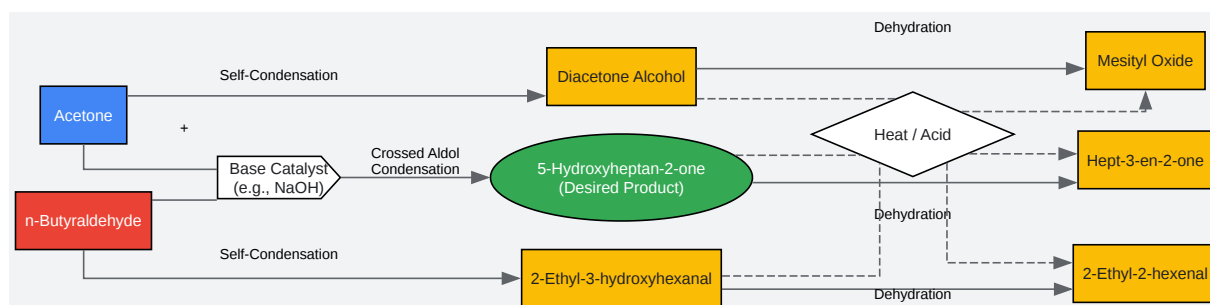 Dehydration
Mesityl Oxide
Self-Condensation
Diacetone Alcohol
Acetone
+
Heat / Acid
Crossed Aldol
Condensation
Base Catalyst
(e.g., NaOH)
5-Hydroxyheptan-2-one
(Desired Product)
Hept-3-en-2-one
n-Butyraldehyde
Dehydration
Self-Condensation
2-Ethyl-3-hydroxyhexanal
2-Ethyl-2-hexenal
Dehydration